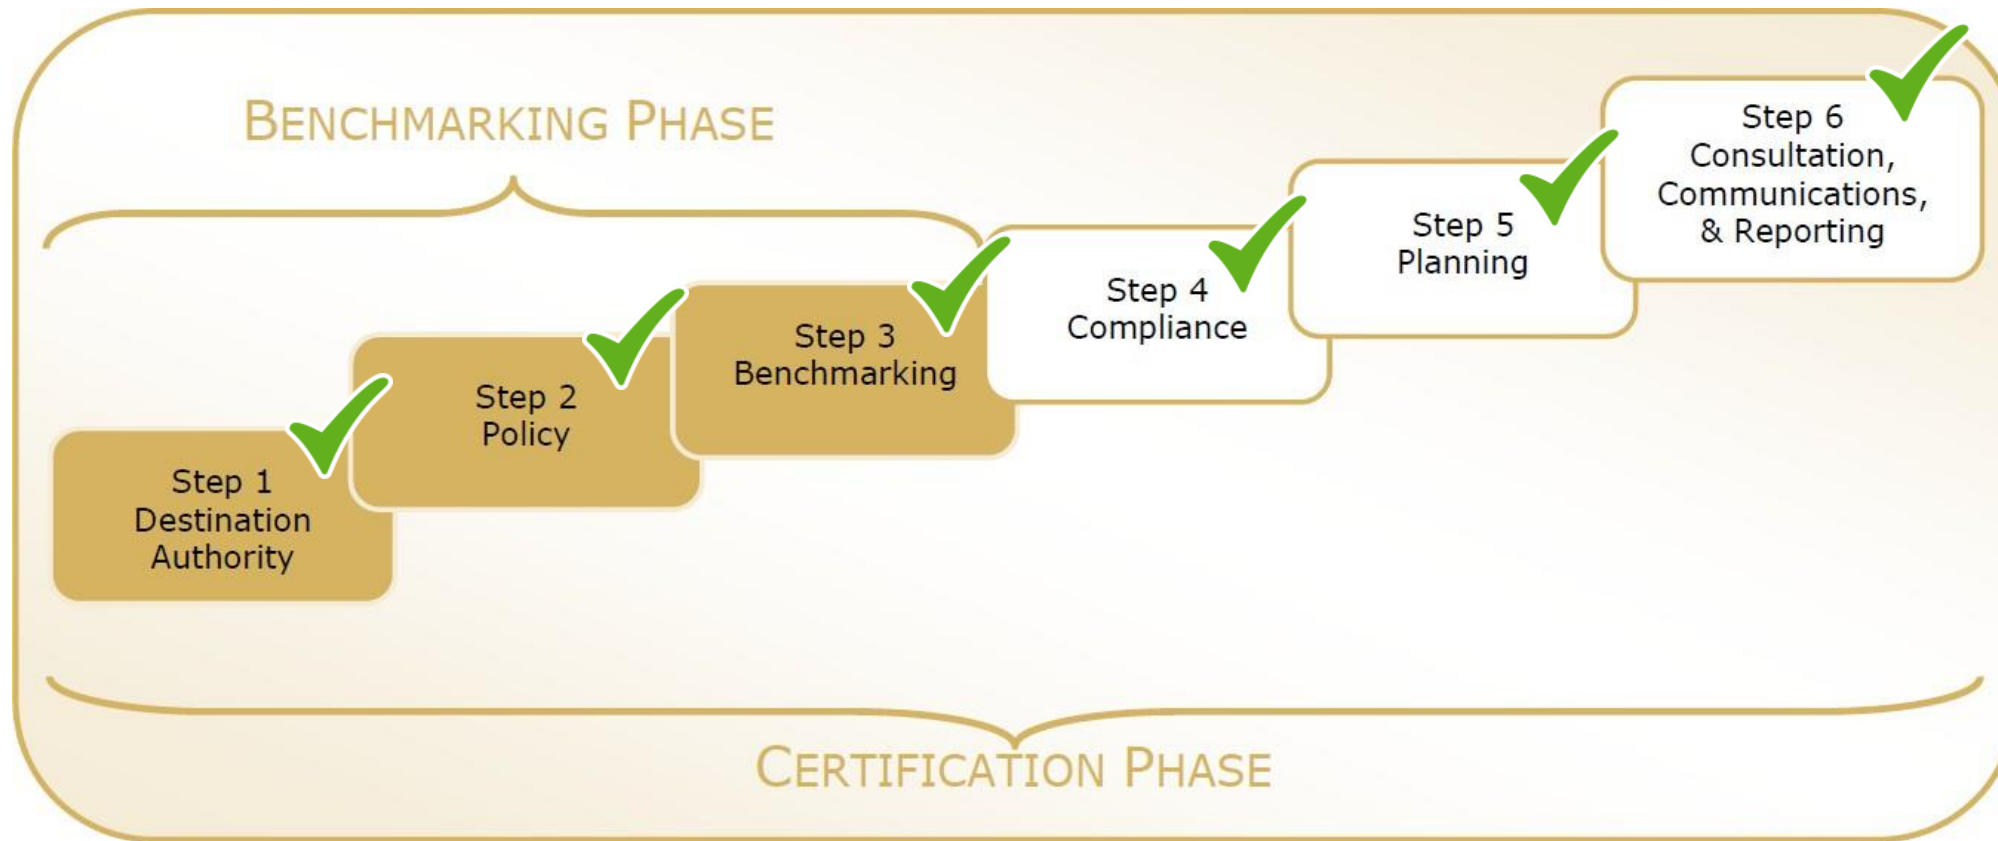 BENCHMARKING PHASE
Step 1
Destination
Authority
Step 2
Policy
Step 3
Benchmarking
Step 4
Compliance
Step 5
Planning
Step 6
Consultation,
Communications,
& Reporting
CERTIFICATION PHASE